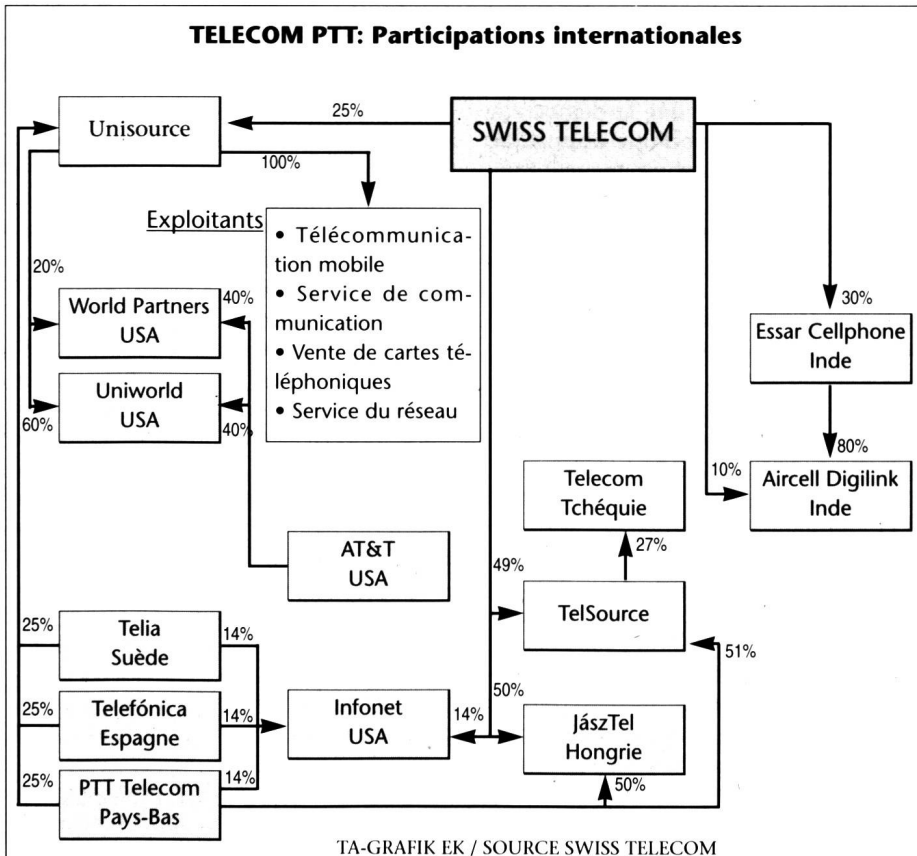 TELECOM PTT: Participations internationales
Unisource
25%
SWISS TELECOM
100%
Exploitants
• Télécommunica-
tion mobile
• Service de com-
munication
• Vente de cartes té-
léphoniques
• Service du réseau
20%
World Partners
USA
40%
30%
Essar Cellphone
Inde
Uniworld
USA
60%
40%
80%
10%
Aircell Digilink
Inde
Telecom
Tchéquie
27%
AT&T
USA
49%
TelSource
51%
25%
Telia
Suède
14%
25%
Telefónica
Espagne
14%
Infonet
USA
14%
50%
JászTel
Hongrie
50%
25%
PTT Telecom
Pays-Bas
14%
TA-GRAFIK EK / SOURCE SWISS TELECOM